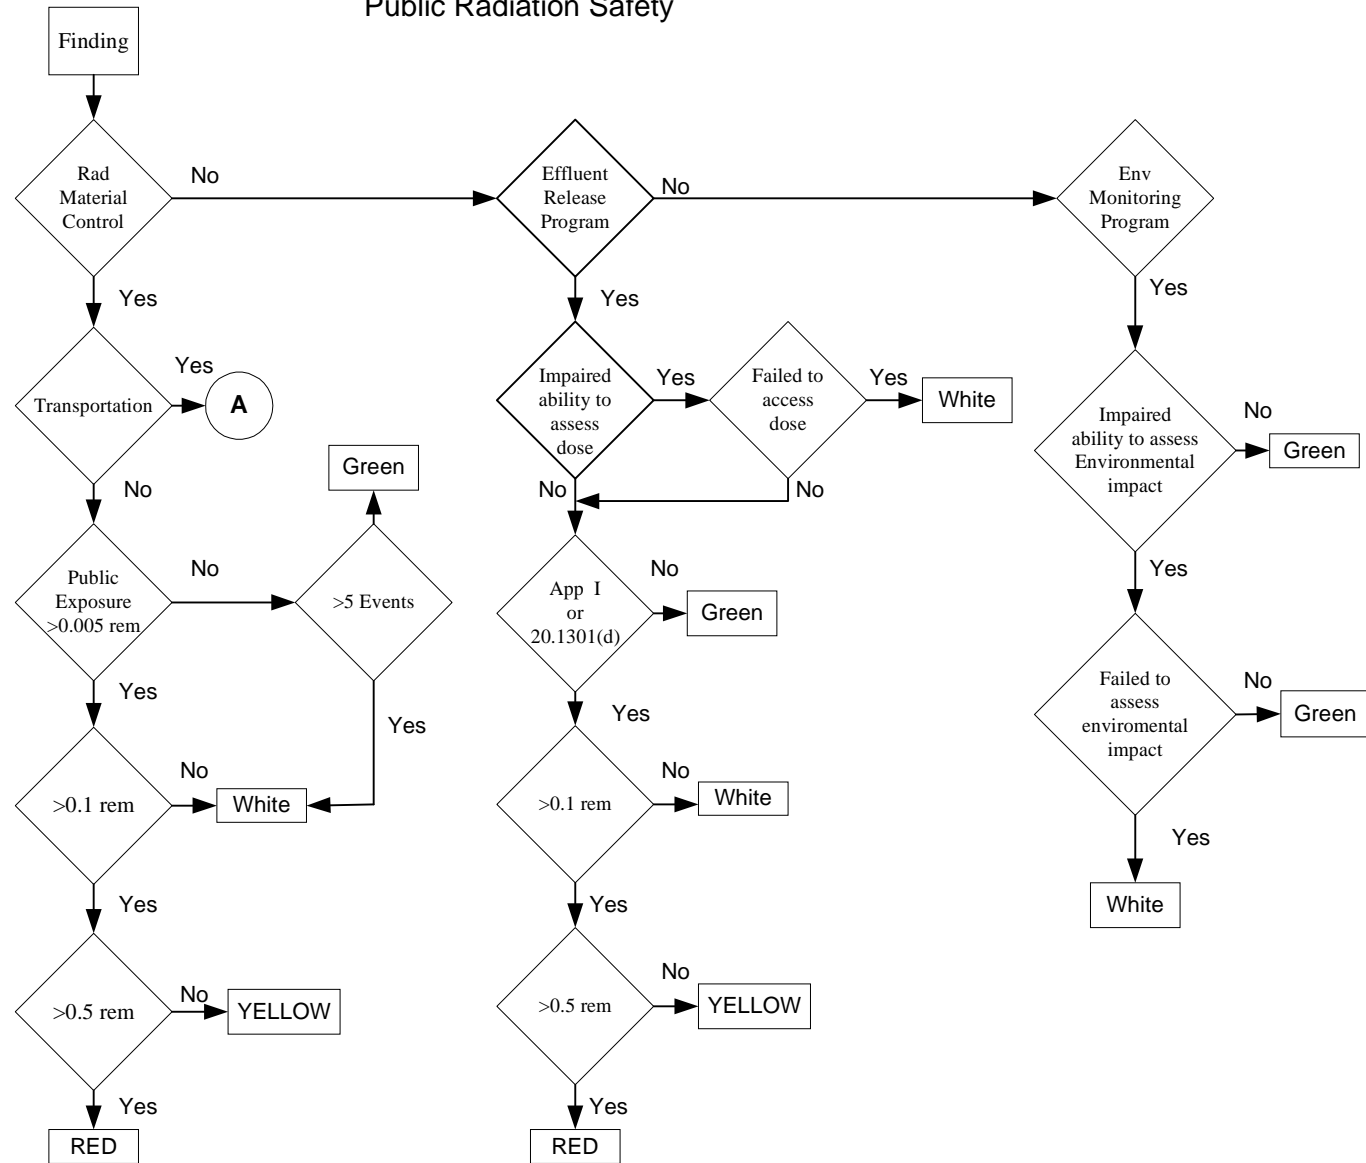 Public Radiation Safety
Finding
Rad
Material
Control
No
Effluent
Release
Program
No
Env
Monitoring
Program
Yes
Yes
Yes
Transportation
Yes
A
No
Impaired
ability to
assess
dose
Yes
Failed to
access
dose
Yes
White
No
No
Impaired
ability to assess
Environmental
impact
No
Green
Yes
Green
Public
Exposure
>0.005 rem
No
>5 Events
Yes
Yes
App I
or
20.1301(d)
No
Green
Yes
Failed to
assess
enviromental
impact
No
Green
Yes
White
>0.1 rem
No
White
Yes
>0.1 rem
No
White
Yes
>0.5 rem
No
YELLOW
Yes
RED
>0.5 rem
No
YELLOW
Yes
RED